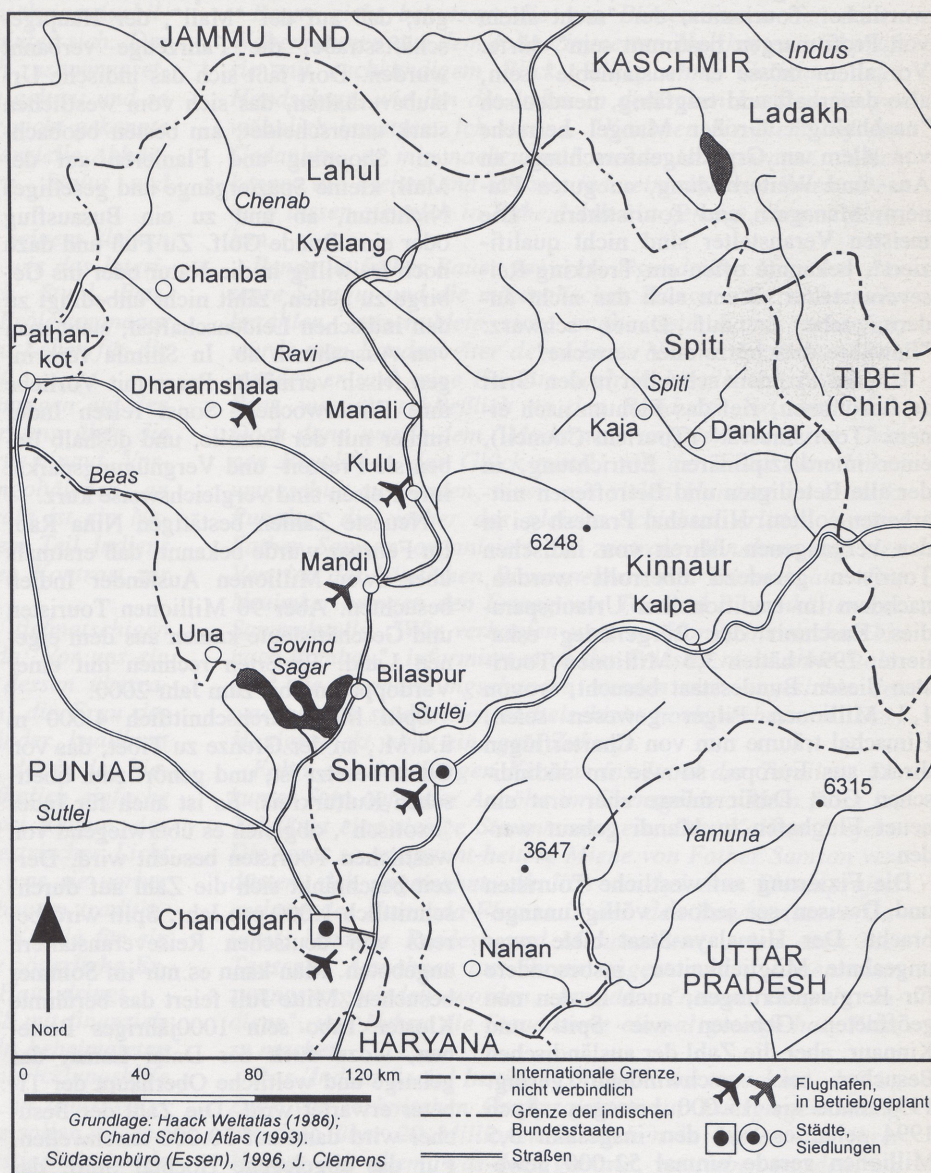 JAMMU UND
KASCHMIR
Indus
Ladakh
Lahul
Chenab
Kyelang
Chamba
Pathan-
kot
Ravi
Spiti
Dharamshala
Manali
Spiti
TIBET
(China)
Kaja
Dankhar
Kulu
Beas
6248
Mandi
Kinnaur
Kalpa
Una
Govind
Sagar
Bilaspur
Sutlej
PUNJAB
Shimla
Sutlej
6315
Yamuna
3647
Chandigarh
Nahan
UTTAR
PRADESH
Nord
HARYANA
0 40 80 120 km
Grundlage: Haack Weltatlas (1986),
Chand School Atlas (1993).
Südasienbüro (Essen), 1996, J. Clemens
Internationale Grenze,
unverbindlich
Grenze der indischen
Bundesstaaten
Straßen
Flughafen,
in Betrieb/geplant
Städte,
Siedlungen